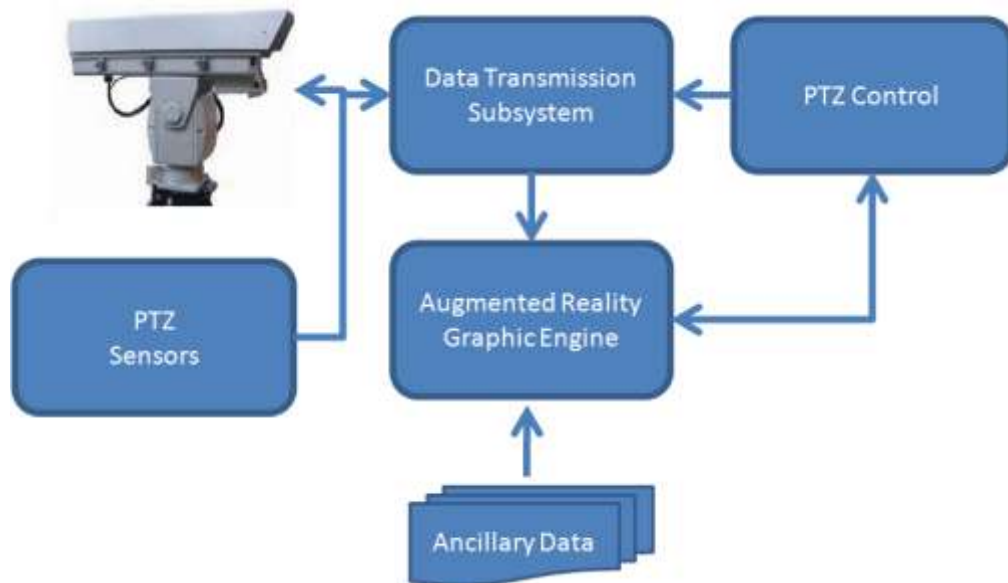 Data Transmission
Subsystem
PTZ Control
PTZ
Sensors
Augmented Reality
Graphic Engine
Ancillary Data